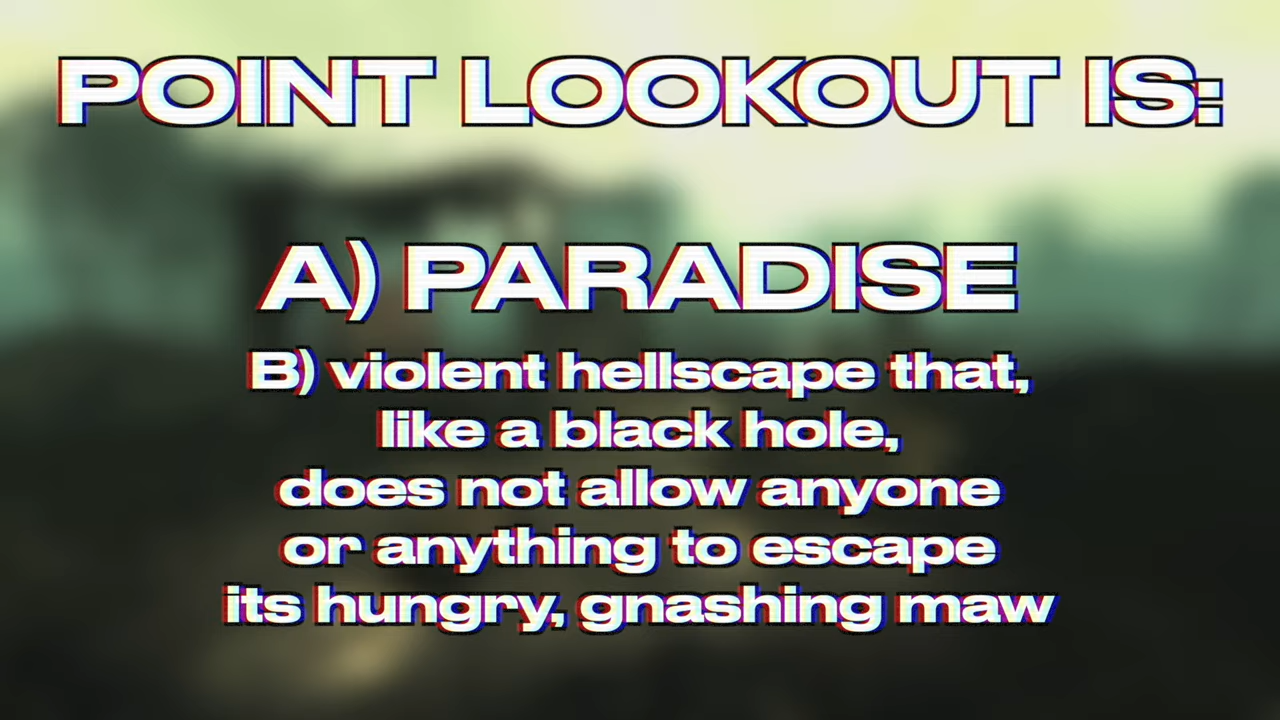 POINT LOOKOUT IS:
A) PARADISE
B) violent hellscape that,
like a black hole,
does not allow anyone
or anything to escape
its hungry, gnashing maw